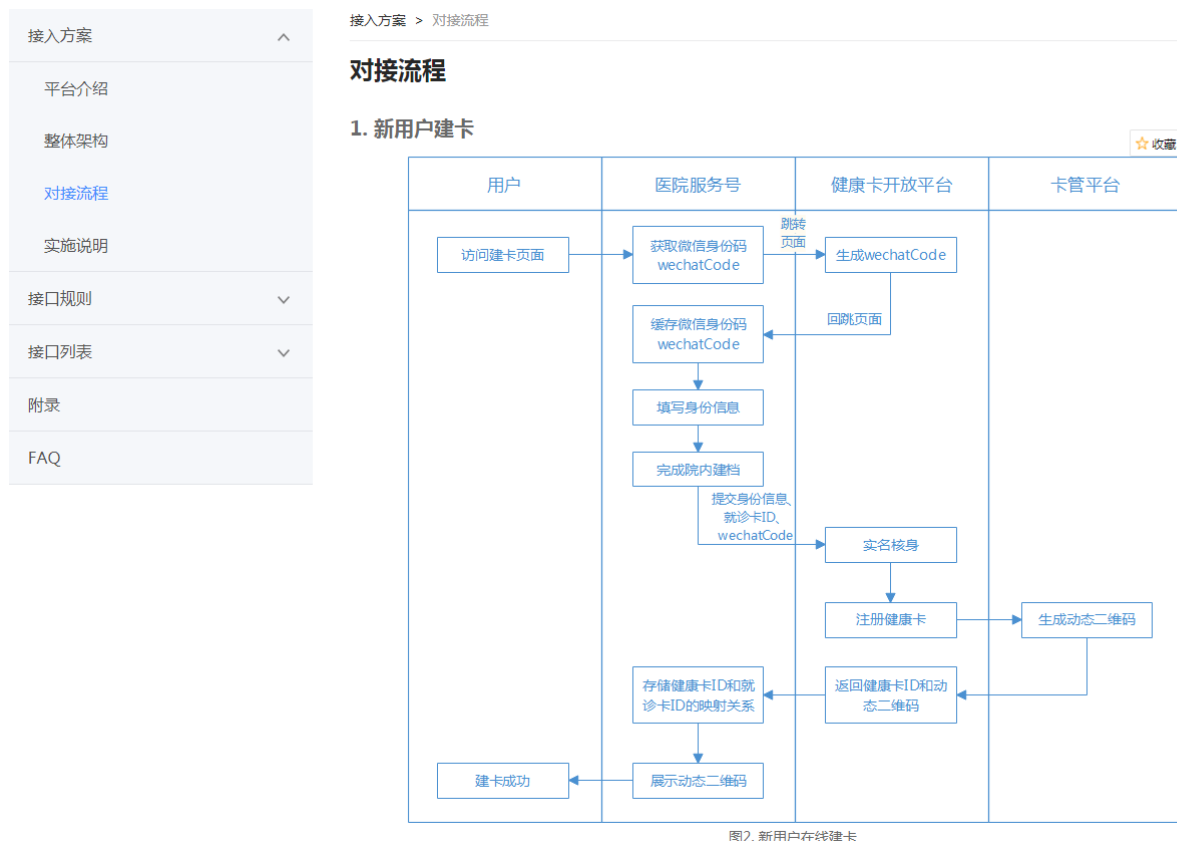 接入方案
平台介绍
整体架构
对接流程
实施说明
接口规则
接口列表
附录
FAQ
接入方案 > 对接流程
对接流程
1. 新用户建卡
收藏
用户
医院服务号
健康卡开放平台
卡管平台
访问建卡页面
获取微信身份码
wechatCode
跳转
页面
生成wechatCode
缓存微信身份码
wechatCode
回跳页面
填写身份信息
完成院内建档
提交身份信息、
就诊卡ID、
wechatCode
实名核身
注册健康卡
生成动态二维码
存储健康卡ID和就
诊卡ID的映射关系
返回健康卡ID和动
态二维码
建卡成功
展示动态二维码
图2. 新用户在线建卡